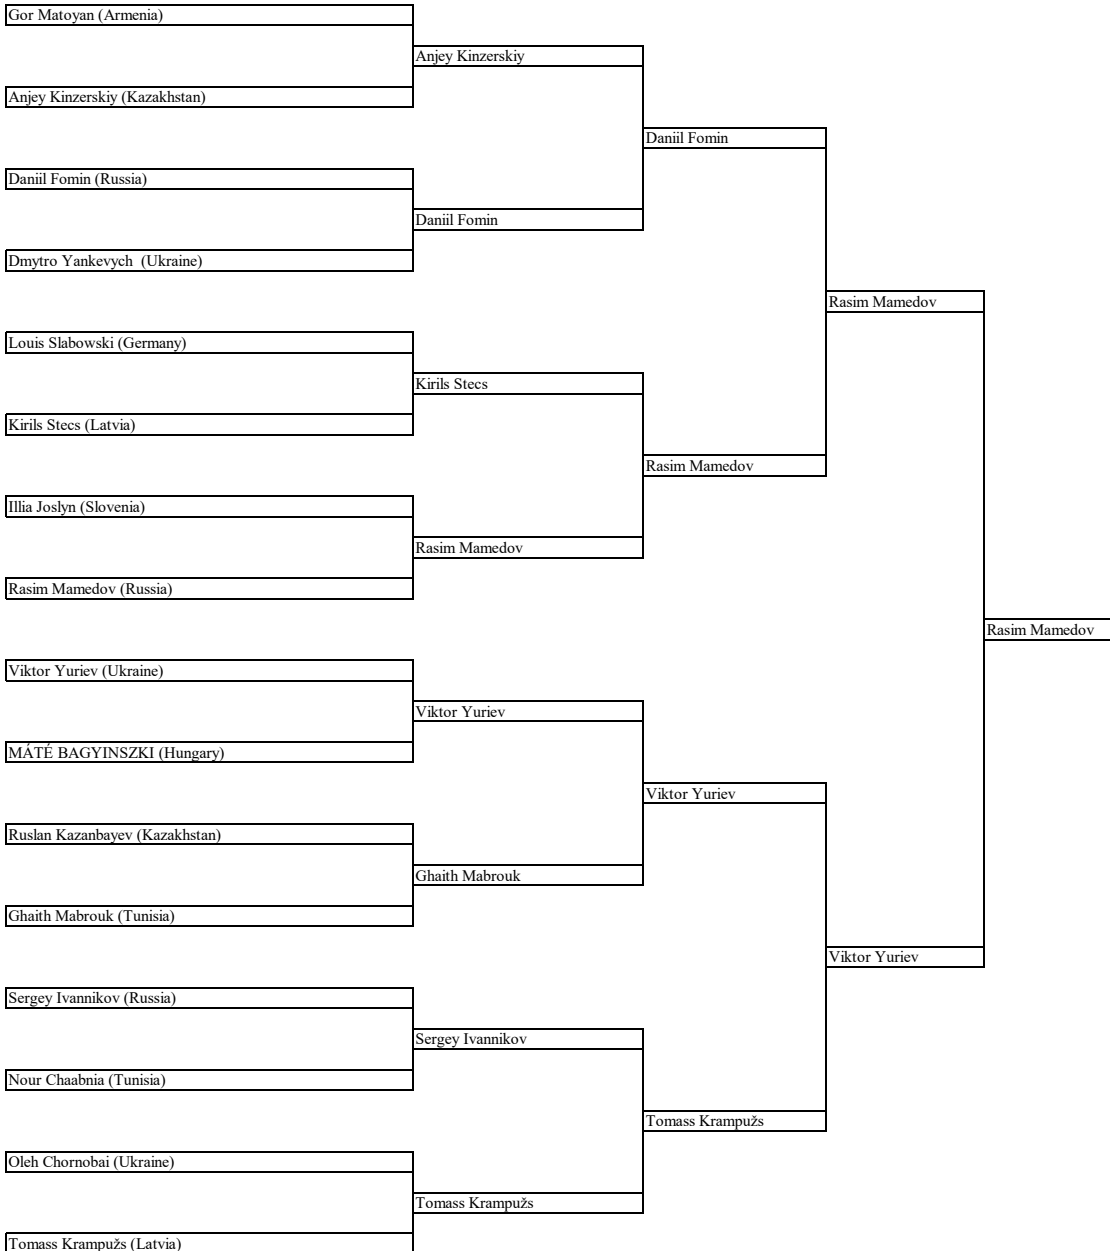 Gor Matoyan (Armenia)
Anjey Kinzerskiy
Anjey Kinzerskiy (Kazakhstan)
Daniil Fomin
Daniil Fomin (Russia)
Daniil Fomin
Dmytro Yankevych  (Ukraine)
Rasim Mamedov
Louis Slabowski (Germany)
Kirils Stecs
Kirils Stecs (Latvia)
Rasim Mamedov
Illia Joslyn (Slovenia)
Rasim Mamedov
Rasim Mamedov (Russia)
Rasim Mamedov
Viktor Yuriev (Ukraine)
Viktor Yuriev
MÁTÉ BAGYINSZKI (Hungary)
Viktor Yuriev
Ruslan Kazanbayev (Kazakhstan)
Ghaith Mabrouk
Ghaith Mabrouk (Tunisia)
Viktor Yuriev
Sergey Ivannikov (Russia)
Sergey Ivannikov
Nour Chaabnia (Tunisia)
Tomass Krampužs
Oleh Chornobai (Ukraine)
Tomass Krampužs
Tomass Krampužs (Latvia)